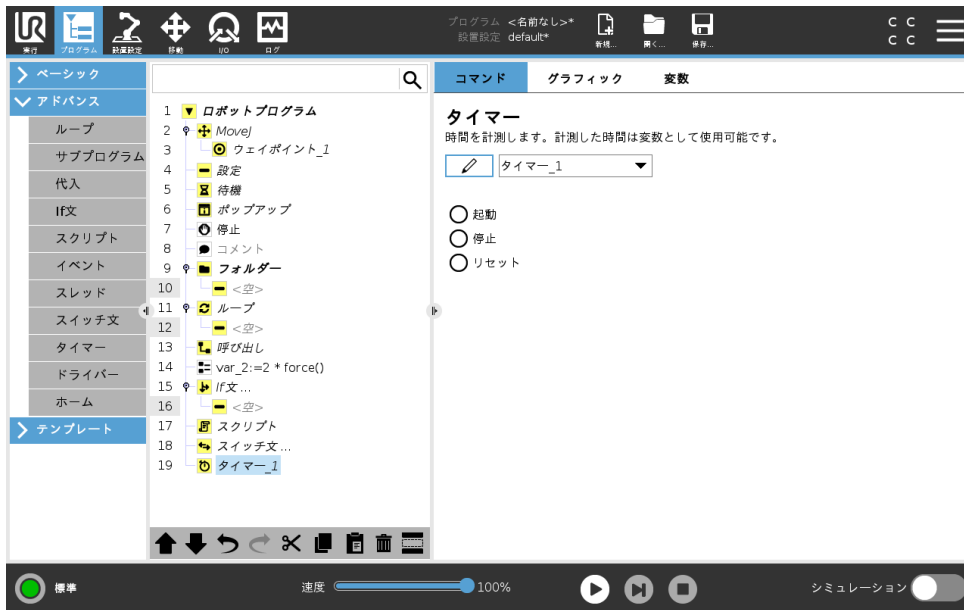 UR
プログラム <名前なし>*
設置設定 default*
C C
C C
実行 プログラム 設置設定 移動 I/O ログ 新規... 開く... 保存...
ベーシック
アドバンス
ループ
サブプログラム
代入
If文
スクリプト
イベント
スレッド
スイッチ文
タイマー
ドライバー
ホーム
テンプレート
1 ロボットプログラム
2 MoveJ
3 ウェイポイント_1
4 設定
5 待機
6 ポップアップ
7 停止
8 コメント
9 フォルダー
10 <空>
11 ループ
12 <空>
13 呼び出し
14 var_2:=2 * force()
15 If文 ...
16 <空>
17 スクリプト
18 スイッチ文 ...
19 タイマー_1
コマンド グラフィック 変数
タイマー
時間を計測します。計測した時間は変数として使用可能です。
タイマー_1
起動
停止
リセット
標準
速度 100%
シミュレーション